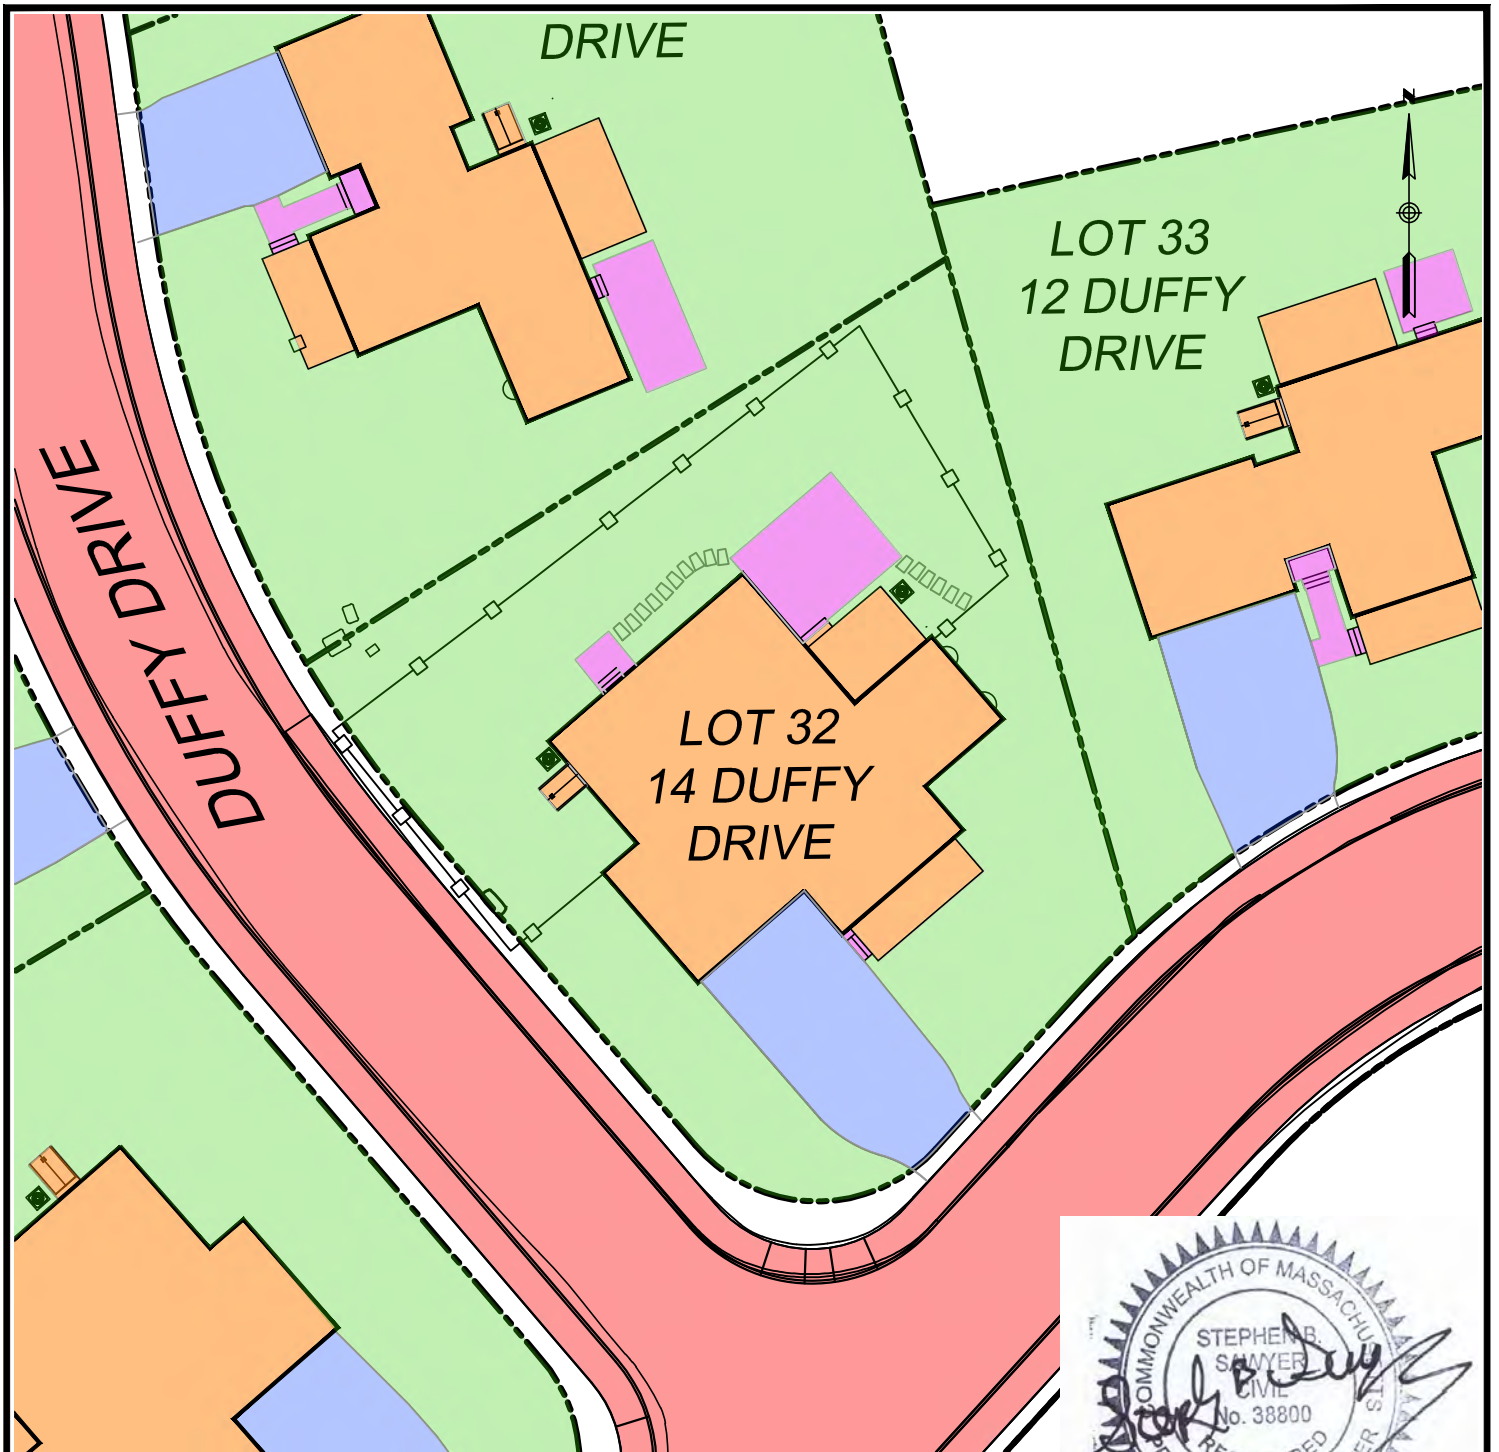 DRIVE
LOT 33
12 DUFFY
DRIVE
N
DUFFY DRIVE
LOT 32
14 DUFFY
DRIVE
COMMONWEALTH OF MASSACHUSETTS
STEPHEN B.
SAWYER
CIVIL
No. 38800